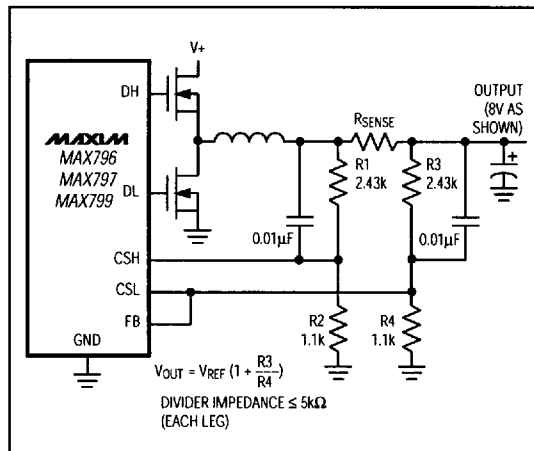 V+
DH
OUTPUT
(8V AS
SHOWN)
RSENSE
+
MAXIM
MAX796
MAX797
MAX799
R1
2.43k
R3
2.43k
DL
0.01µF
0.01µF
CSH
CSL
FB
R2
1.1k
R4
1.1k
GND
VOUT = VREF (1 + R3/R4)
DIVIDER IMPEDANCE ≤ 5kΩ
(EACH LEG)